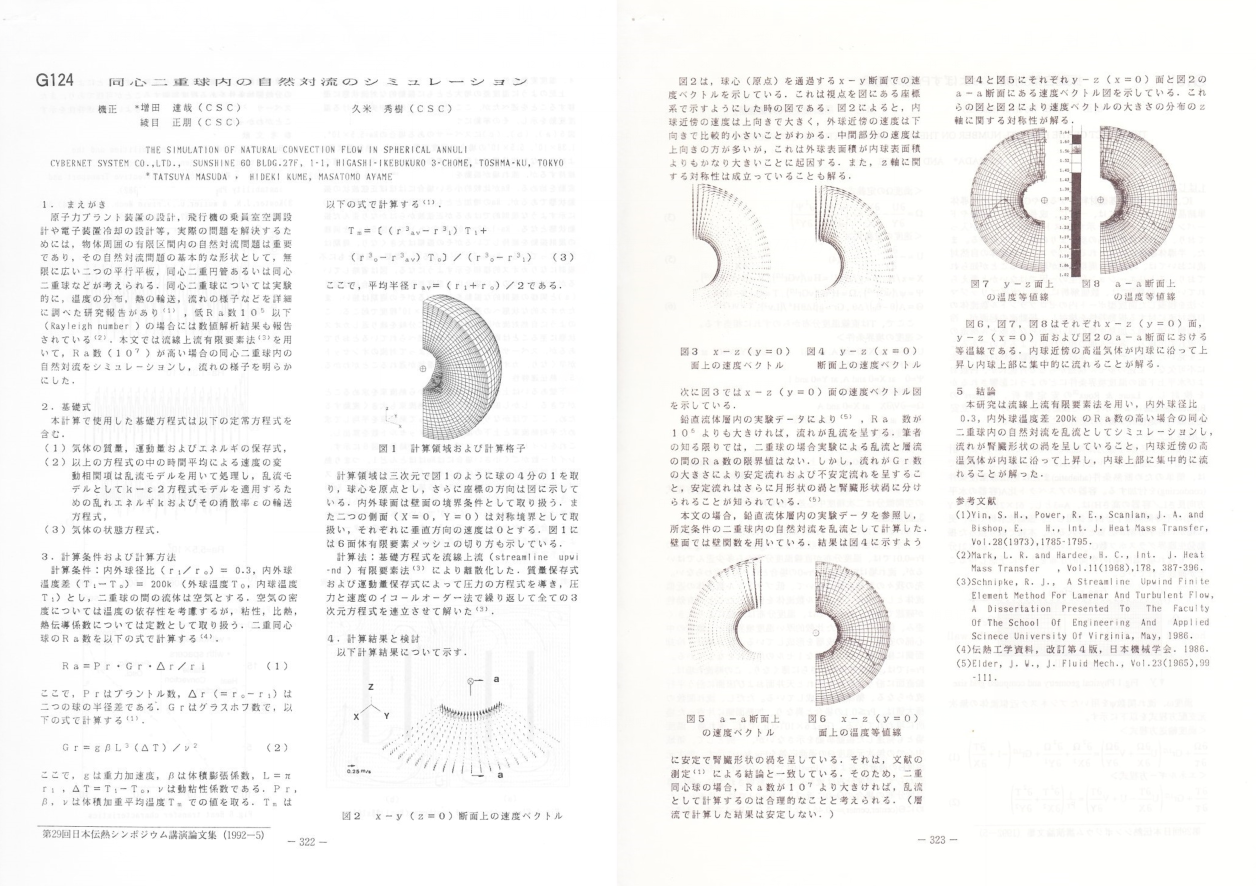 G124 同心二重球内の自然対流のシミュレーション
機正 *増田 達哉(CSC) 久米 秀樹(CSC)
綾目 正朋(CSC)
THE SIMULATION OF NATURAL CONVECTION FLOW IN SPHERICAL ANNULI
CYBERNET SYSTEM CO.,LTD., SUNSHINE 60 BLDG.27F, 1-1, HIGASHI-IKEBUKURO 3-CHOME, TOSHMA-KU, TOKYO
*TATSUYA MASUDA , HIDEKI KUME, MASATOMO AYAME
1. まえがき
原子力プラント装置の設計,飛行機の乗員室空調設
計や電子装置冷却の設計等,実際の問題を解決するた
めには,物体周囲の有限区間内の自然対流問題は重要
であり,その自然対流問題の基本的な形状として,無
限に広い二つの平行平板,同心二重円管あるいは同心
二重球などが考えられる.同心二重球については実験
的に,温度の分布,熱の輸送,流れの様子などを詳細
に調べた研究報告があり⁽¹⁾,低Ra数10⁵以下
(Rayleigh number )の場合には数値解析結果も報告
されている⁽²⁾.本文では流線上流有限要素法⁽³⁾を用
いて,Ra数(10⁷)が高い場合の同心二重球内の
自然対流をシミュレーションし,流れの様子を明らか
にした.
2.基礎式
本計算で使用した基礎方程式は以下の定常方程式を
含む.
(1)気体の質量,運動量およびエネルギの保存式,
(2)以上の方程式の中の時間平均による速度の変
動相関項は乱流モデルを用いて処理し,乱流モ
デルとしてk-ε2方程式モデルを適用するた
めの乱れエネルギkおよびその消散率εの輸送
方程式,
(3)気体の状態方程式.
3.計算条件および計算方法
計算条件:内外球径比(r₁/r₀)= 0.3,内外球
温度差(T₁-T₀)= 200k (外球温度T₀,内球温度
T₁)とし,二重球の間の流体は空気とする.空気の密
度については温度の依存性を考慮するが,粘性,比熱,
熱伝導係数については定数として取り扱う.二重同心
球のRa数を以下の式で計算する⁽⁴⁾.
Ra=Pr・Gr・Δr/ri (1)
ここで,Prはプラントル数,Δr(=r₀-r₁)は
二つの球の半径差である.Grはグラスホフ数で,以
下の式で計算する⁽¹⁾.
Gr=gβL³(ΔT)/ν² (2)
ここで,gは重力加速度,βは体積膨張係数,L=π
r₁,ΔT=T₁-T₀,νは動粘性係数である.Pr,
β,νは体積加重平均温度Tₘでの値を取る.Tₘは
第29回日本伝熱シンポジウム講演論文集(1992-5)
以下の式で計算する⁽¹⁾.
Tₘ=[(r³ₐᵥ-r³₁)T₁+
(r³₀-r³ₐᵥ)T₀]/(r³₀-r³₁) (3)
ここで,平均半径rₐᵥ=(r₁+r₀)/2である.
図1 計算領域および計算格子
計算領域は三次元で図1のように球の4分の1を取
り,球心を原点とし,さらに座標の方向は図に示して
いる.内外球面は壁面の境界条件として取り扱う.ま
た二つの側面(X=0,Y=0)は対称境界として取
扱い,それぞれに垂直方向の速度は0とする.図1に
は6面体有限要素メッシュの切り方も示している.
計算法:基礎方程式を流線上流(streamline upwi
-nd )有限要素法⁽³⁾により離散化した.質量保存式
および運動量保存式によって圧力の方程式を導き,圧
力と速度のイコールオーダー法で繰り返して全ての3
次元方程式を連立させて解いた⁽³⁾.
4.計算結果と検討
以下計算結果について示す.
Z
X Y
a
a
0.25 m/s
図2 x-y(z=0)断面上の速度ベクトル
- 322 -
図2は,球心(原点)を通過するx-y断面での速
度ベクトルを示している.これは視点を図にある座標
系で示すようにした時の図である.図2によると,内
球近傍の速度は上向きで大きく,外球近傍の速度は下
向きで比較的小さいことがわかる.中間部分の速度は
上向きの方が多いが,これは外球表面積が内球表面積
よりもかなり大きいことに起因する.また,z軸に関
する対称性は成立っていることも解る.
図3 x-z(y=0) 図4 y-z(x=0)
面上の速度ベクトル 断面上の速度ベクトル
次に図3ではx-z(y=0)面の速度ベクトル図
を示している.
鉛直流体層内の実験データにより⁽⁵⁾,Ra 数が
10⁵よりも大きければ,流れが乱流を呈する.筆者
の知る限りでは,二重球の場合実験による乱流と層流
の間のRa数の限界値はない.しかし,流れがGr数
の大きさにより安定流および不安定流れを呈するこ
と,安定流れはさらに月形状の渦と腎臓形状渦に分け
られることが知られている.⁽⁵⁾
本文の場合,鉛直流体層内の実験データを参照し,
所定条件の二重球内の自然対流を乱流として計算した.
壁面では壁関数を用いている.結果は図4に示すよう
図5 a-a断面上 図6 x-z(y=0)
の速度ベクトル 面上の温度等値線
に安定で腎臓形状の渦を呈している.それは,文献の
測定⁽¹⁾による結論と一致している.そのため,二重
同心球の場合,Ra数が10⁷より大きければ,乱流
として計算するのは合理的なことと考えられる.(層
流で計算した結果は安定しない.)
図4と図5にそれぞれy-z(x=0)面と図2の
a-a断面にある速度ベクトル図を示している.これ
らの図と図2により速度ベクトルの大きさの分布のz
軸に関する対称性が解る.
図7 y-z面上 図8 a-a面上
の温度等値線 の温度等値線
図6,図7,図8はそれぞれx-z(y=0)面,
y-z(x=0)面および図2のa-a断面における
等温線である.内球近傍の高温気体が内球に沿って上
昇し内球上部に集中的に流れることが解る.
5 結論
本研究は流線上流有限要素法を用い,内外球径比
0.3,内外球温度差 200kのRa数の高い場合の同心
二重球内の自然対流を乱流としてシミュレーションし,
流れが腎臓形状の渦を呈していること,内球近傍の高
温気体が内球に沿って上昇し,内球上部に集中的に流
れることが解った.
参考文献
(1)Yin, S. H., Power, R. E., Scanlan, J. A. and
Bishop, E. H., Int. J. Heat Mass Transfer,
Vol.28(1973),1785-1795.
(2)Mark, L. R. and Hardee, H. C., Int. J. Heat
Mass Transfer , Vol.11(1968),178, 387-396.
(3)Schnipke, R. J., A Streamline Upwind Finite
Element Method For Lamenar And Turbulent Flow,
A Dissertation Presented To The Faculty
Of The School Of Engineering And Applied
Scinece University Of Virginia, May, 1986.
(4)伝熱工学資料,改訂第4版,日本機械学会.1986.
(5)Elder, J. W., J. Fluid Mech., Vol.23(1965),99
-111.
- 323 -